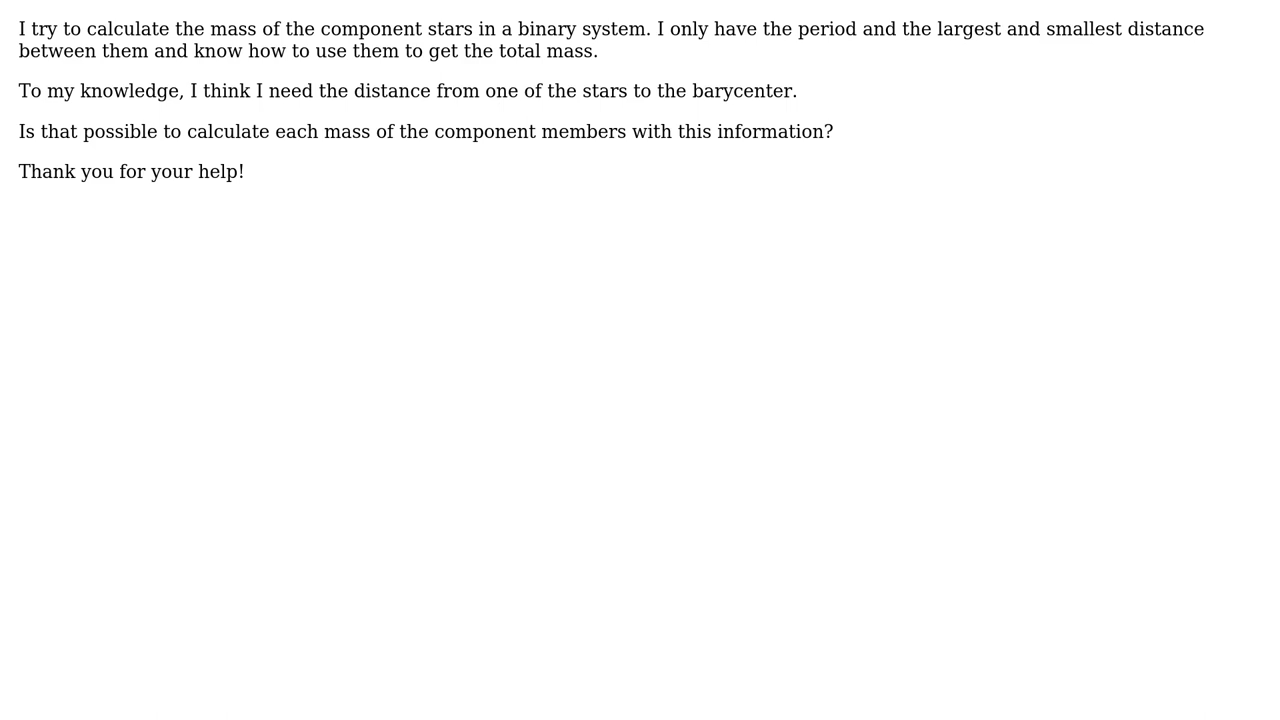 I try to calculate the mass of the component stars in a binary system. I only have the period and the largest and smallest distance
between them and know how to use them to get the total mass.
To my knowledge, I think I need the distance from one of the stars to the barycenter.
Is that possible to calculate each mass of the component members with this information?
Thank you for your help!